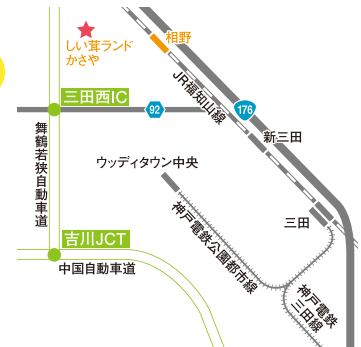 相野
しい茸ランド
かさや
JR福知山線
三田西IC
92
176
新三田
舞鶴若狭自動車道
ウッディタウン中央
三田
神戸電鉄公園都市線
吉川JCT
中国自動車道
神戸電鉄
三田線